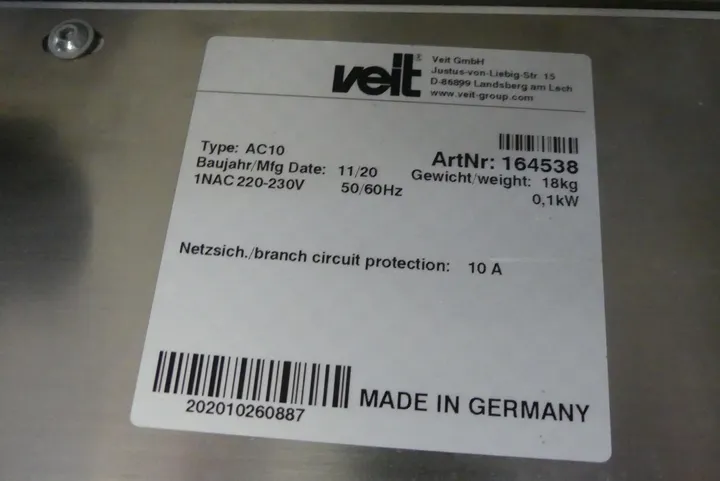 veit®
Veit GmbH
Justus-von-Liebig-Str. 15
D-86899 Landsberg am Lech
www.veit-group.com
Type: AC10
ArtNr: 164538
Baujahr/Mfg Date: 11/20
Gewicht/weight: 18kg
1NAC 220-230V 50/60Hz
0,1kW
Netzsich./branch circuit protection: 10 A
202010260887
MADE IN GERMANY